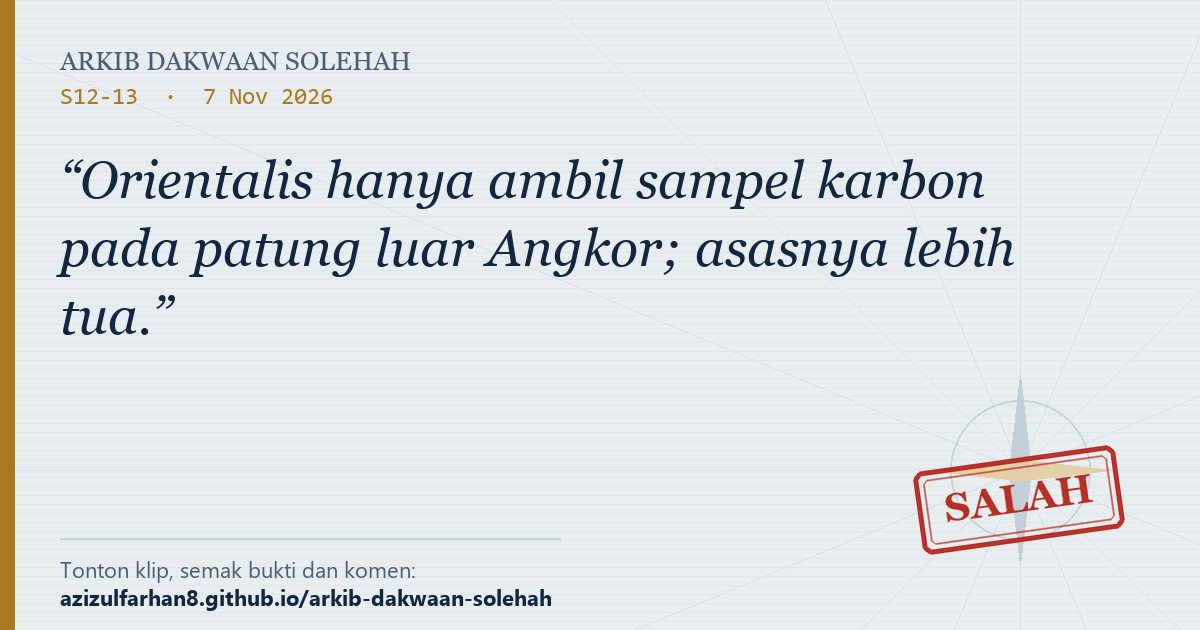 ARKIB DAKWAAN SOLEHAH
S12-13 · 7 Nov 2026
“Orientalis hanya ambil sampel karbon
pada patung luar Angkor; asasnya lebih
tua.”
SALAH
Tonton klip, semak bukti dan komen:
azizulfarhan8.github.io/arkib-dakwaan-solehah